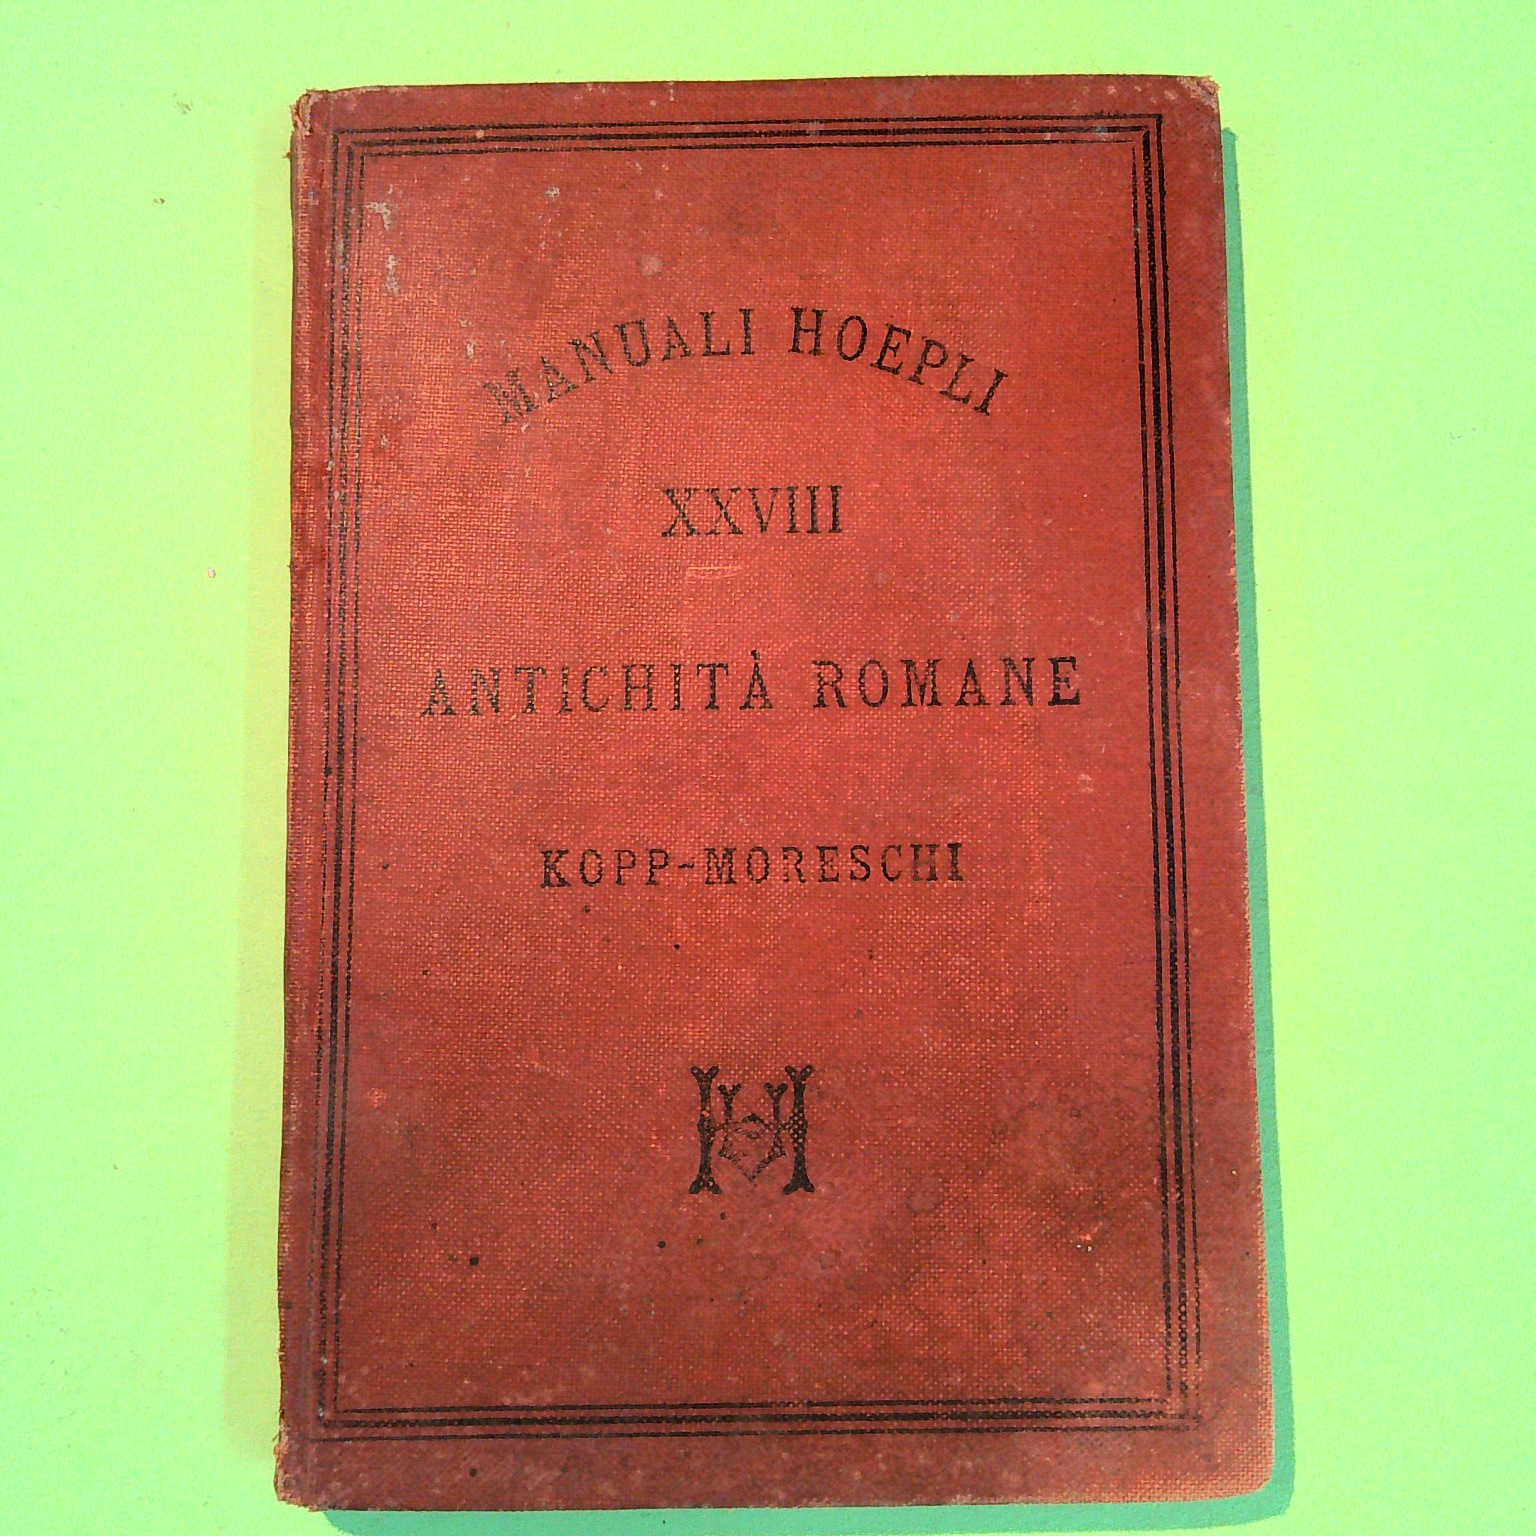 MANUALI HOEPLI
XXVIII
ANTICHITÀ ROMANE
KOPP-MORESCHI